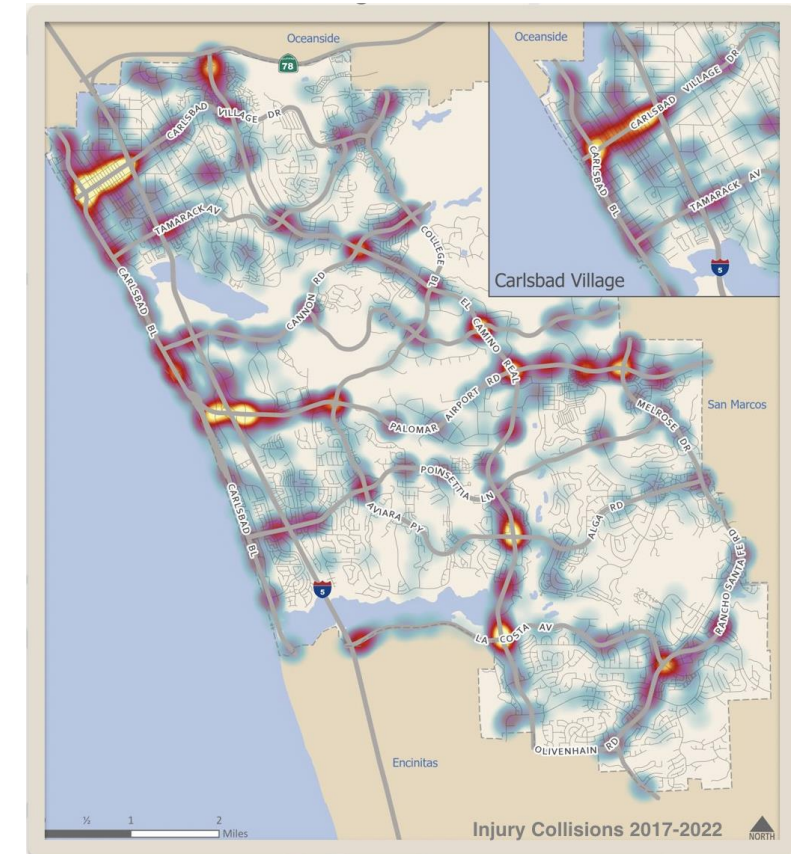 Oceanside
78
CARLSBAD VILLAGE DR
TAMARACK AV
CARLSBAD BL
CANNON RD
COLLEGE BL
EL CAMINO REAL
Oceanside
CARLSBAD VILLAGE DR
CARLSBAD BL
TAMARACK AV
5
Carlsbad Village
San Marcos
PALOMAR AIRPORT RD
MELROSE DR
POINSETTIA LN
CARLSBAD BL
AVIARA PY
ALGA RD
RANCHO SANTA FE RD
5
LA COSTA AV
OLIVENHAIN RD
Encinitas
½ 1 2
Miles
Injury Collisions 2017-2022
NORTH